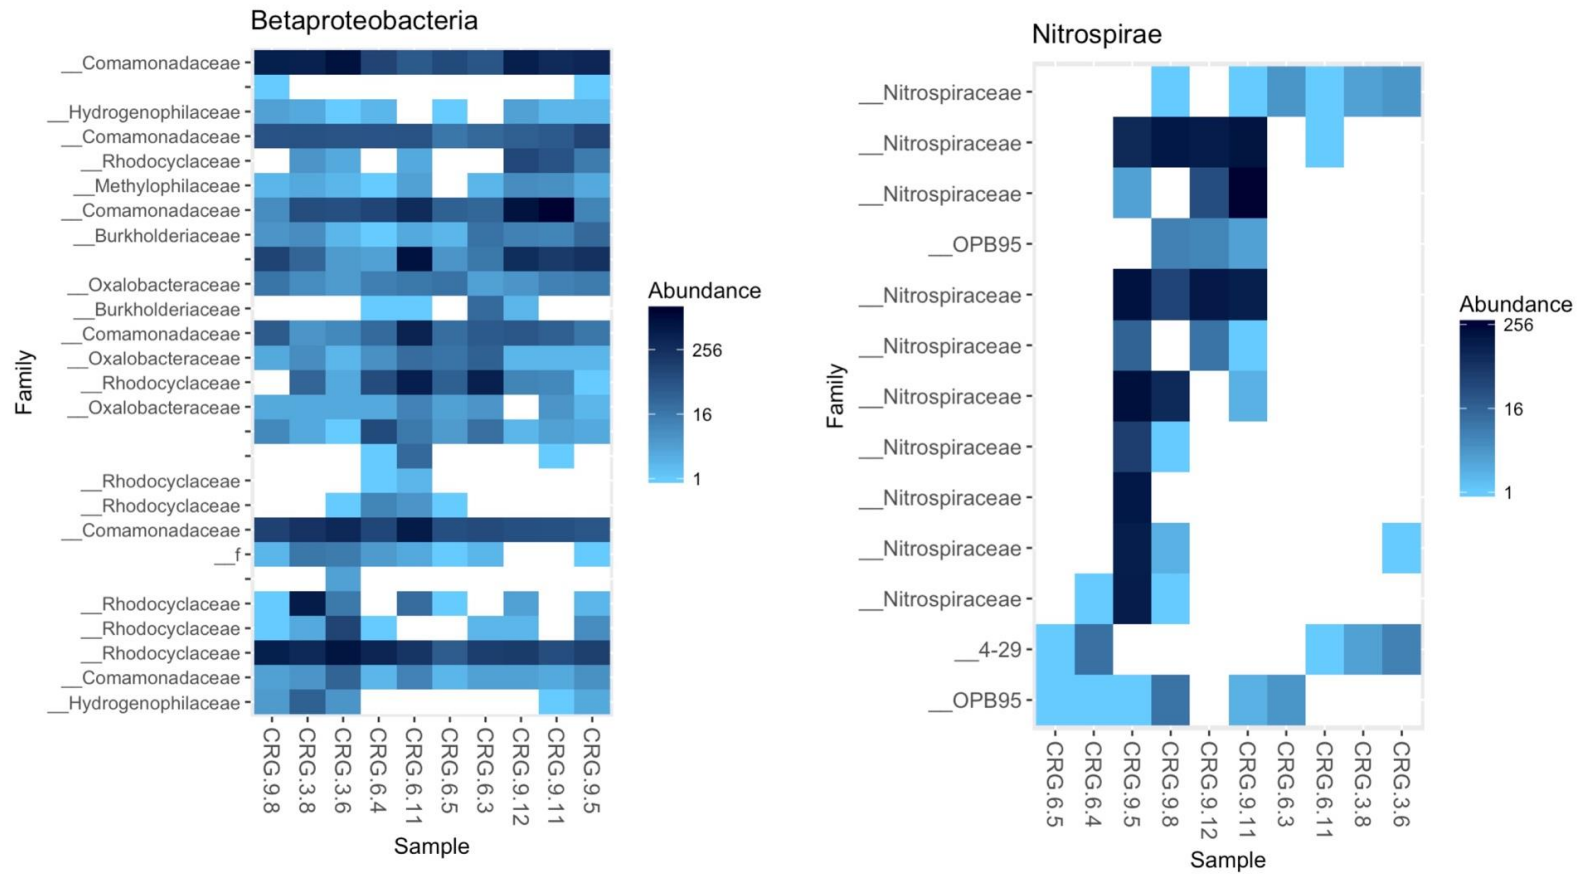 Betaproteobacteria
__Comamonadaceae
__Hydrogenophilaceae
__Comamonadaceae
__Rhodocyclaceae
__Methylophilaceae
__Comamonadaceae
__Burkholderiaceae
__Oxalobacteraceae
__Burkholderiaceae
__Comamonadaceae
__Oxalobacteraceae
__Rhodocyclaceae
__Oxalobacteraceae
__Rhodocyclaceae
__Rhodocyclaceae
__Comamonadaceae
__f
__Rhodocyclaceae
__Rhodocyclaceae
__Rhodocyclaceae
__Comamonadaceae
__Hydrogenophilaceae
Family
CRG.9.8
CRG.3.8
CRG.3.6
CRG.6.4
CRG.6.11
CRG.6.5
CRG.6.3
CRG.9.12
CRG.9.11
CRG.9.5
Sample
Abundance
256
16
1
Nitrospirae
__Nitrospiraceae
__Nitrospiraceae
__Nitrospiraceae
__OPB95
__Nitrospiraceae
__Nitrospiraceae
__Nitrospiraceae
__Nitrospiraceae
__Nitrospiraceae
__Nitrospiraceae
__Nitrospiraceae
__4-29
__OPB95
Family
CRG.6.5
CRG.6.4
CRG.9.5
CRG.9.8
CRG.9.12
CRG.9.11
CRG.6.3
CRG.6.11
CRG.3.8
CRG.3.6
Sample
Abundance
256
16
1